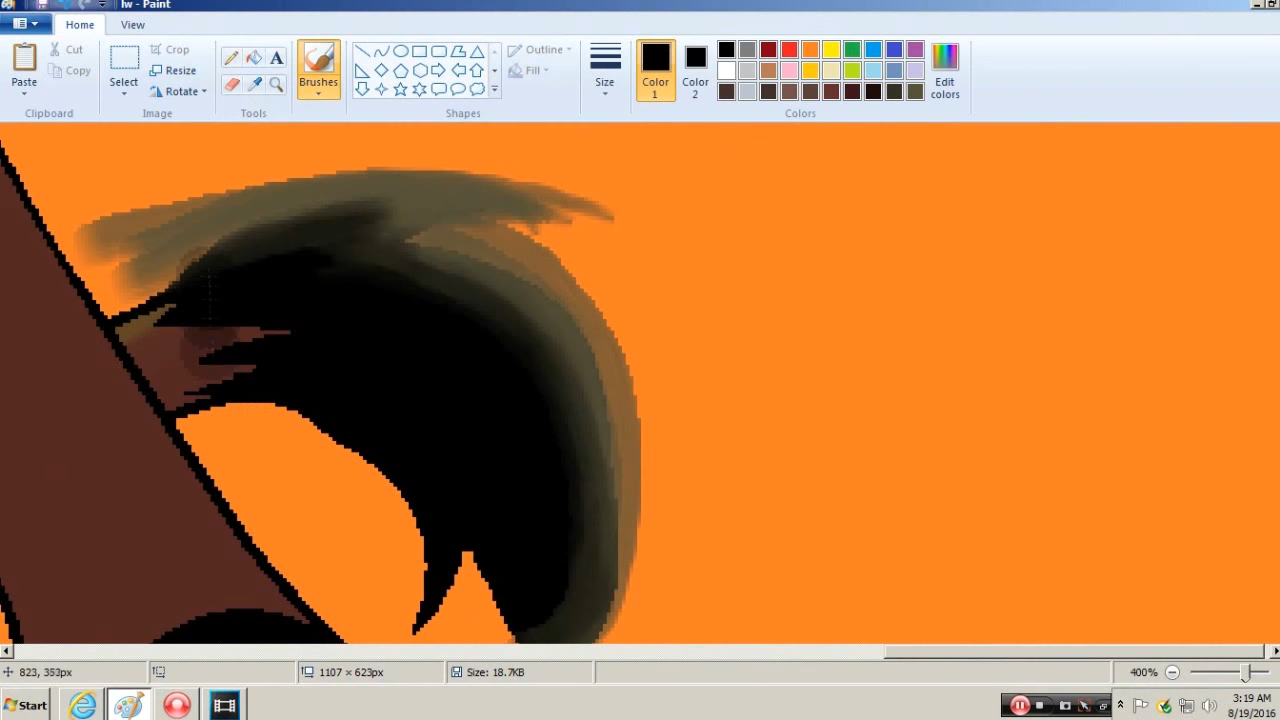 lw - Paint
Home View
Paste
Cut
Copy
Clipboard
Select
Crop
Resize
Rotate
Image
Tools
Brushes
Outline
Fill
Shapes
Size
Color 1
Color 2
Edit colors
Colors
823, 353px
1107 × 623px
Size: 18.7KB
400%
Start
3:19 AM
8/19/2016